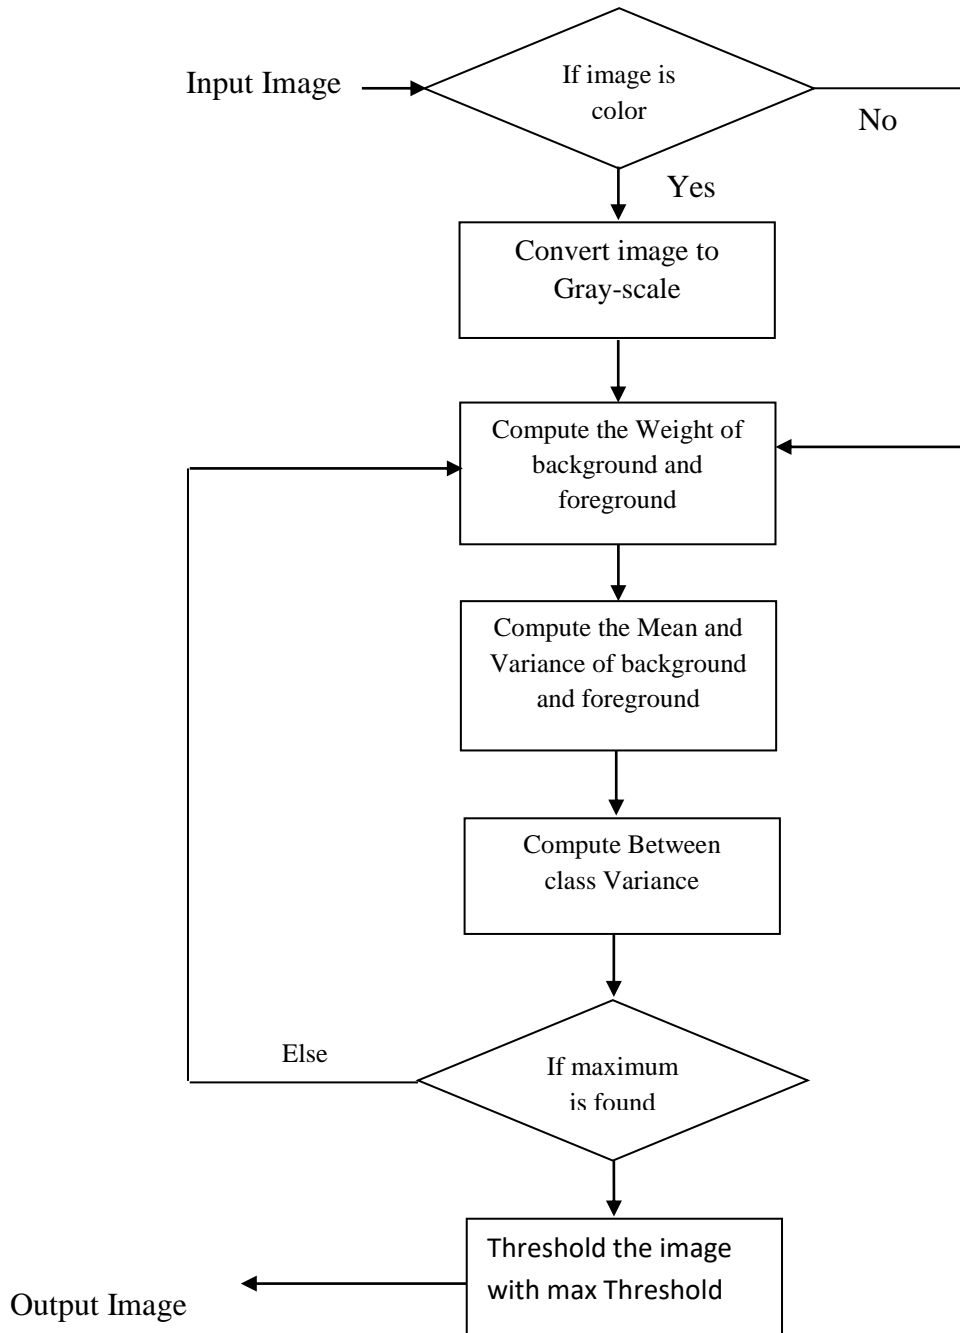 Input Image
If image is
color
No
Yes
Convert image to
Gray-scale
Compute the Weight of
background and
foreground
Compute the Mean and
Variance of background
and foreground
Compute Between
class Variance
Else
If maximum
is found
Threshold the image
with max Threshold
Output Image